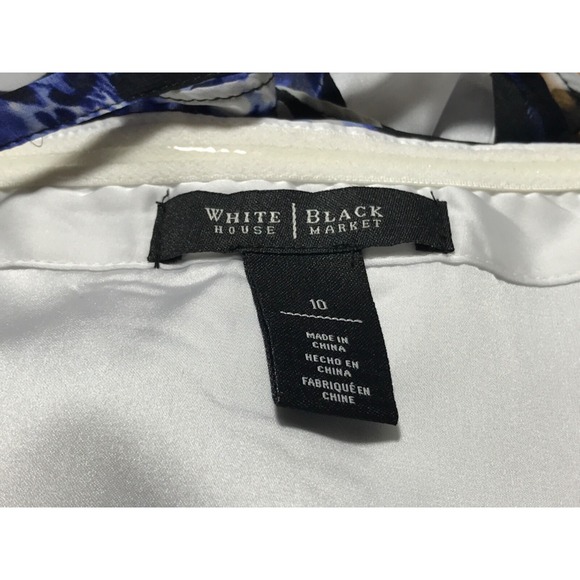 WHITE | BLACK
HOUSE | MARKET
10
MADE IN
CHINA
HECHO EN
CHINA
FABRIQUÉ EN
CHINE